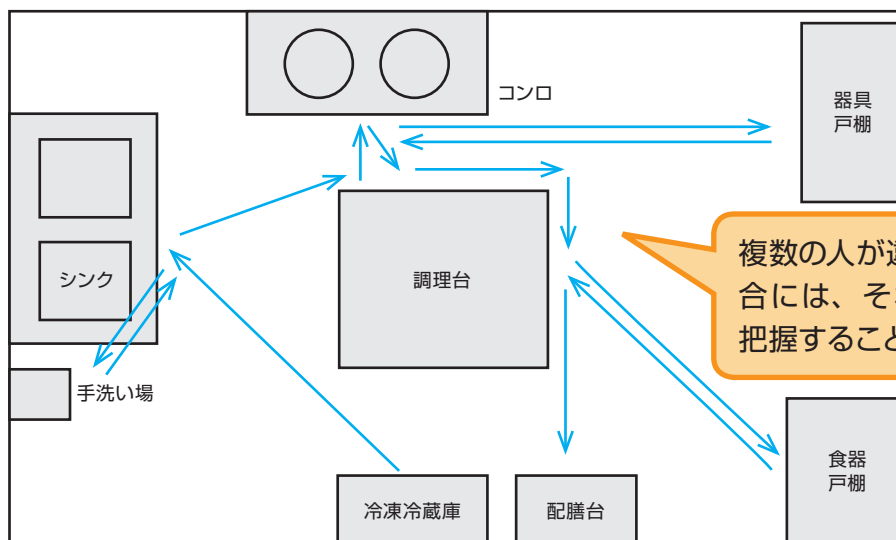 コンロ
器具
戸棚
シンク
調理台
複数の人が
合には、そ
把握すること
手洗い場
冷凍冷蔵庫
配膳台
食器
戸棚